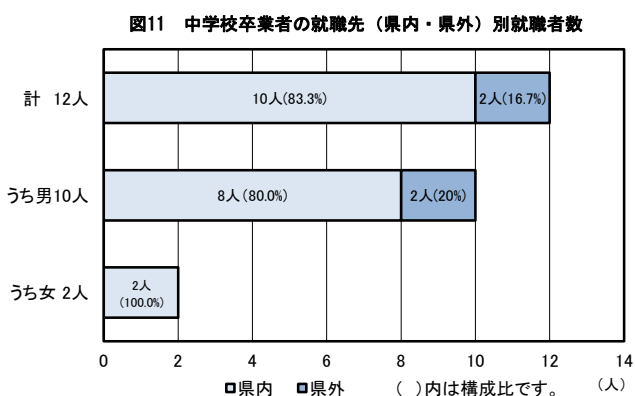 図11　中学校卒業者の就職先（県内・県外）別就職者数
計　12人
10人(83.3%)
2人(16.7%)
うち男10人
8人(80.0%)
2人(20%)
うち女 2人
2人
(100.0%)
0 2 4 6 8 10 12 14
（人）
県内 県外 （ ）内は構成比です。